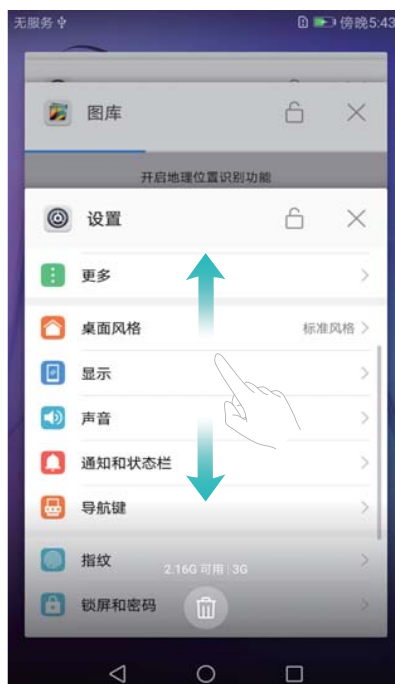 无服务
傍晚5:43
图库
开启地理位置识别功能
设置
更多
桌面风格 标准风格
显示
声音
通知和状态栏
导航键
指纹
2.16G 可用 | 3G
锁屏和密码